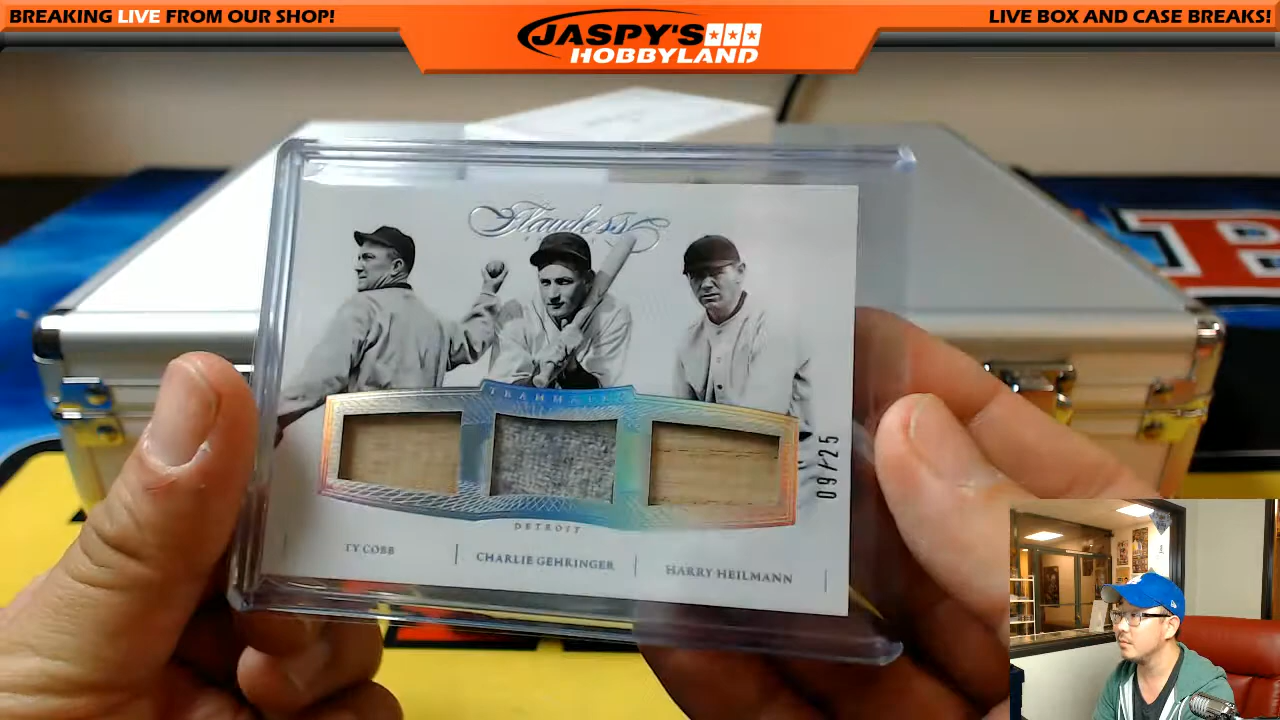 BREAKING LIVE FROM OUR SHOP!
JASPY'S
HOBBYLAND
LIVE BOX AND CASE BREAKS!
Flawless
TEAMMATES
09/25
DETROIT
TY COBB
CHARLIE GEHRINGER
HARRY HEILMANN